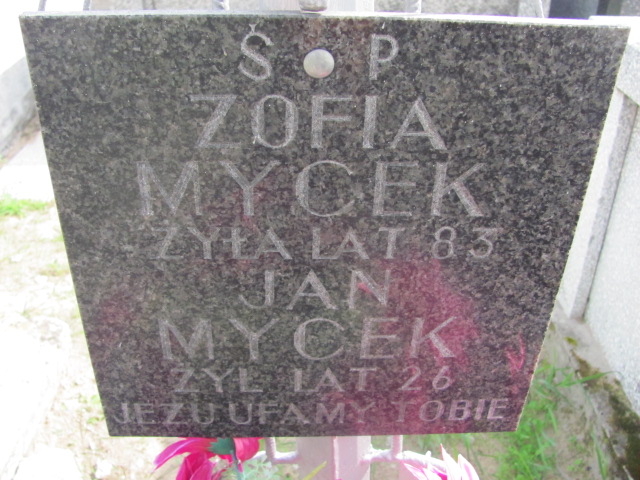 Ś P
ZOFIA
MYCEK
ŻYŁA LAT 83
JAN
MYCEK
ŻYŁ LAT 26
JEZU UFAMY TOBIE